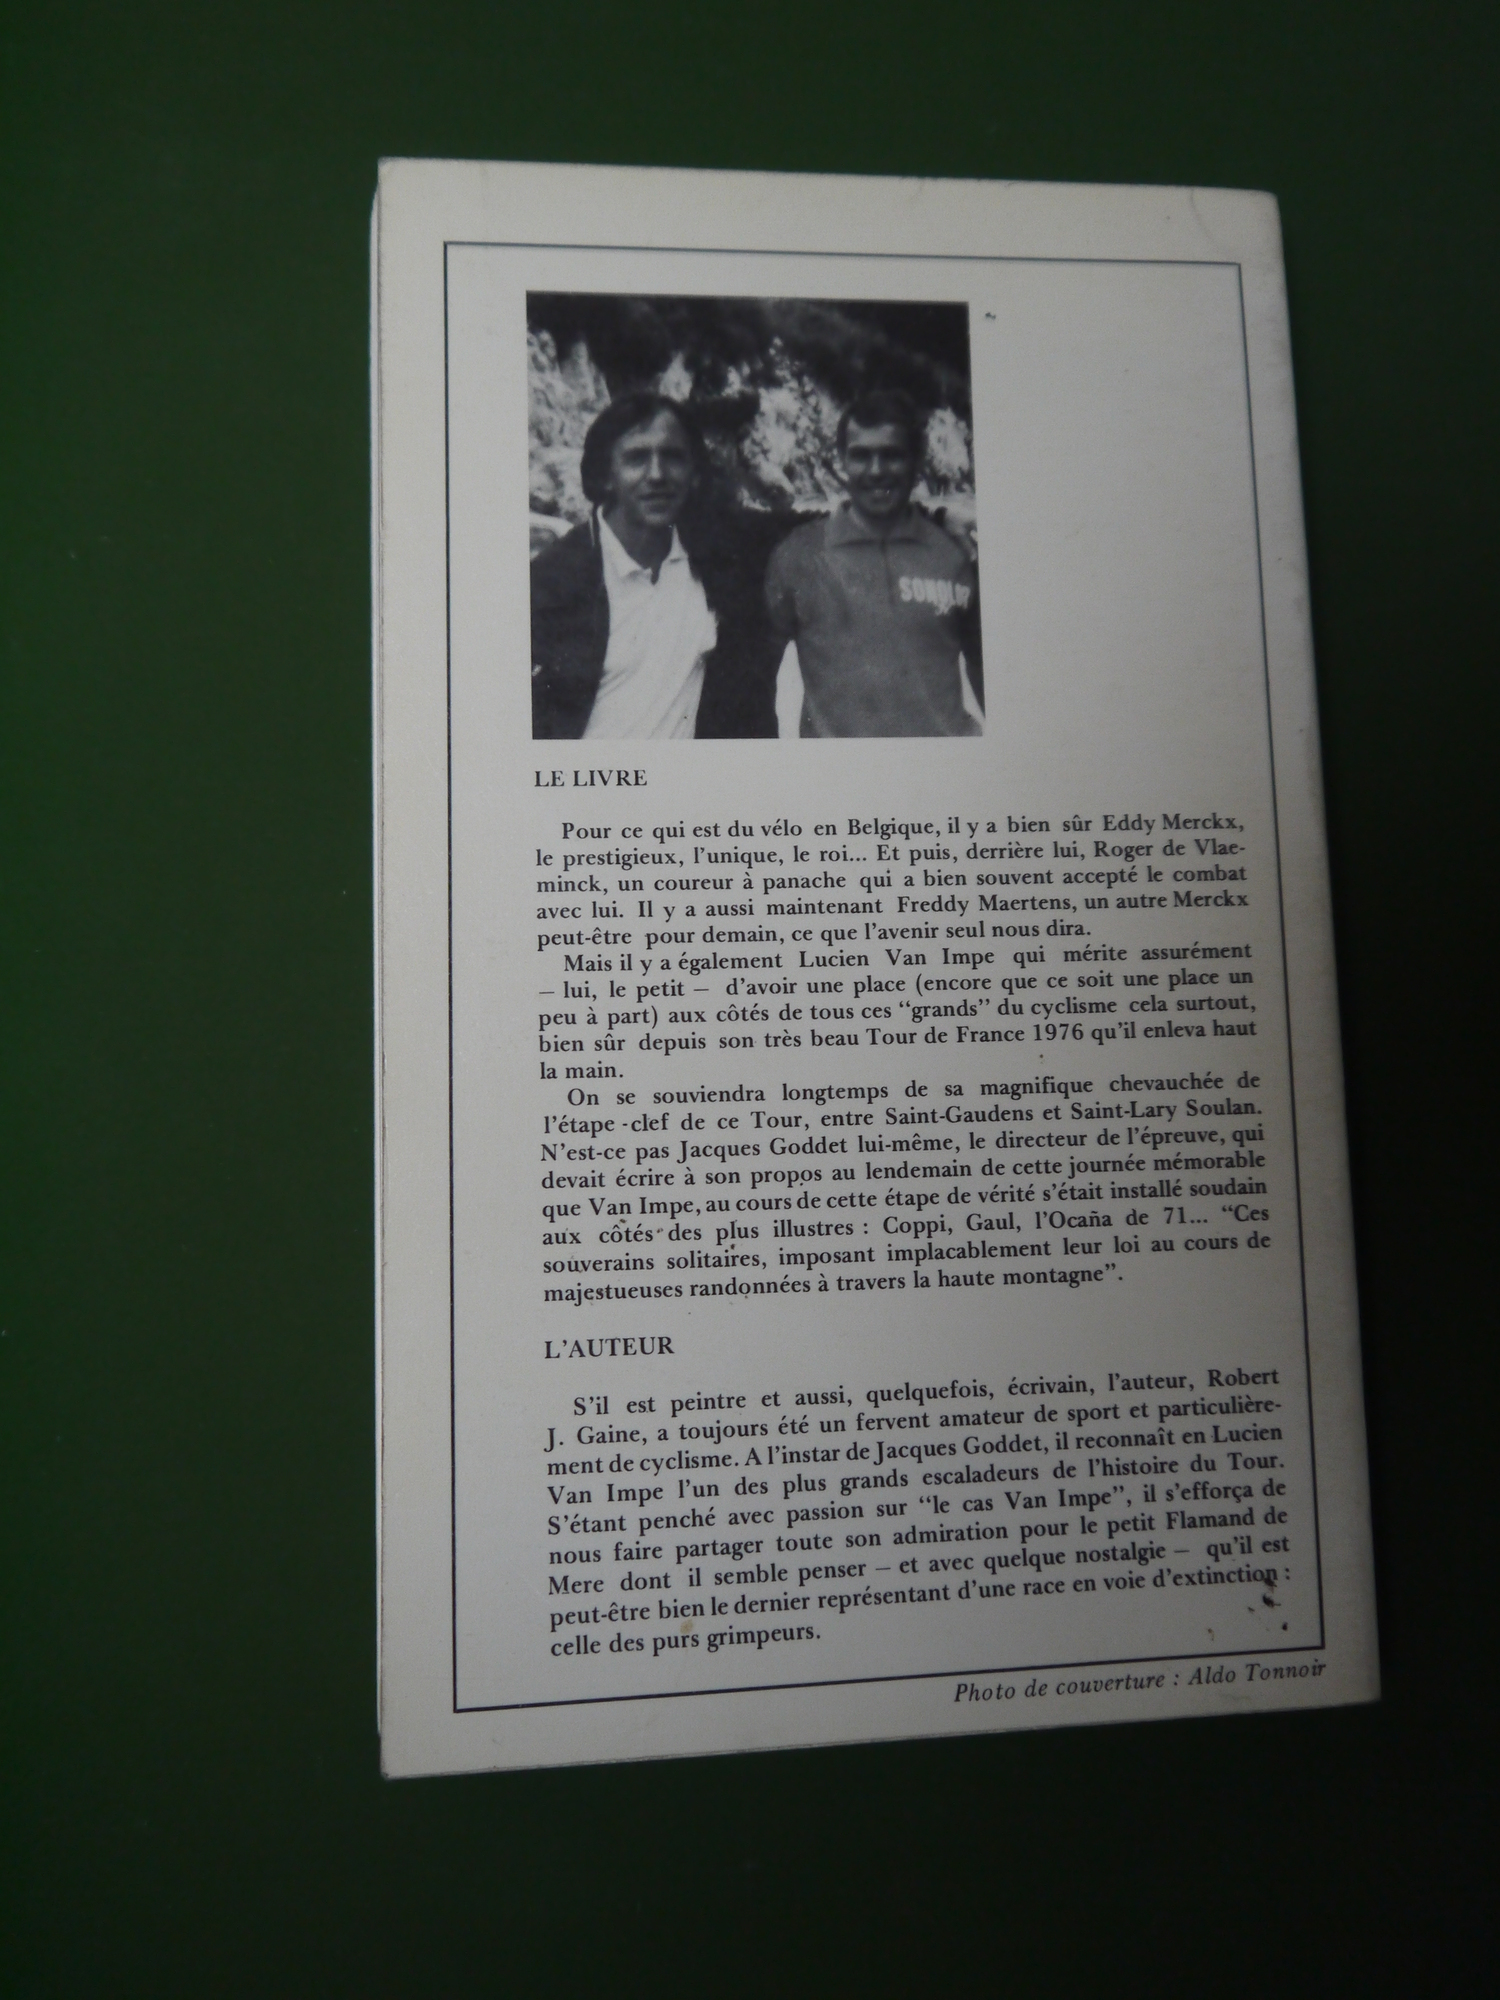 LE LIVRE
Pour ce qui est du vélo en Belgique, il y a bien sûr Eddy Merckx,
le prestigieux, l'unique, le roi... Et puis, derrière lui, Roger de Vlae-
minck, un coureur à panache qui a bien souvent accepté le combat
avec lui. Il y a aussi maintenant Freddy Maertens, un autre Merckx
peut-être pour demain, ce que l'avenir seul nous dira.
Mais il y a également Lucien Van Impe qui mérite assurément
— lui, le petit — d'avoir une place (encore que ce soit une place un
peu à part) aux côtés de tous ces "grands" du cyclisme cela surtout,
bien sûr depuis son très beau Tour de France 1976 qu'il enleva haut
la main.
On se souviendra longtemps de sa magnifique chevauchée de
l'étape-clef de ce Tour, entre Saint-Gaudens et Saint-Lary Soulan.
N'est-ce pas Jacques Goddet lui-même, le directeur de l'épreuve, qui
devait écrire à son propos au lendemain de cette journée mémorable
que Van Impe, au cours de cette étape de vérité s'était installé soudain
aux côtés des plus illustres : Coppi, Gaul, l'Ocaña de 71... "Ces
souverains solitaires, imposant implacablement leur loi au cours de
majestueuses randonnées à travers la haute montagne".
L'AUTEUR
S'il est peintre et aussi, quelquefois, écrivain, l'auteur, Robert
J. Gaine, a toujours été un fervent amateur de sport et particulière-
ment de cyclisme. A l'instar de Jacques Goddet, il reconnaît en Lucien
Van Impe l'un des plus grands escaladeurs de l'histoire du Tour.
S'étant penché avec passion sur "le cas Van Impe", il s'efforça de
nous faire partager toute son admiration pour le petit Flamand de
Mere dont il semble penser — et avec quelque nostalgie — qu'il est
peut-être bien le dernier représentant d'une race en voie d'extinction :
celle des purs grimpeurs.
Photo de couverture : Aldo Tonnoir